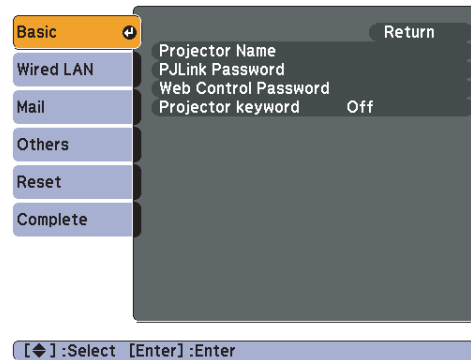 Basic
Wired LAN
Mail
Others
Reset
Complete
Return
Projector Name
PJLink Password
Web Control Password
Projector keyword Off
[◆] :Select [Enter] :Enter